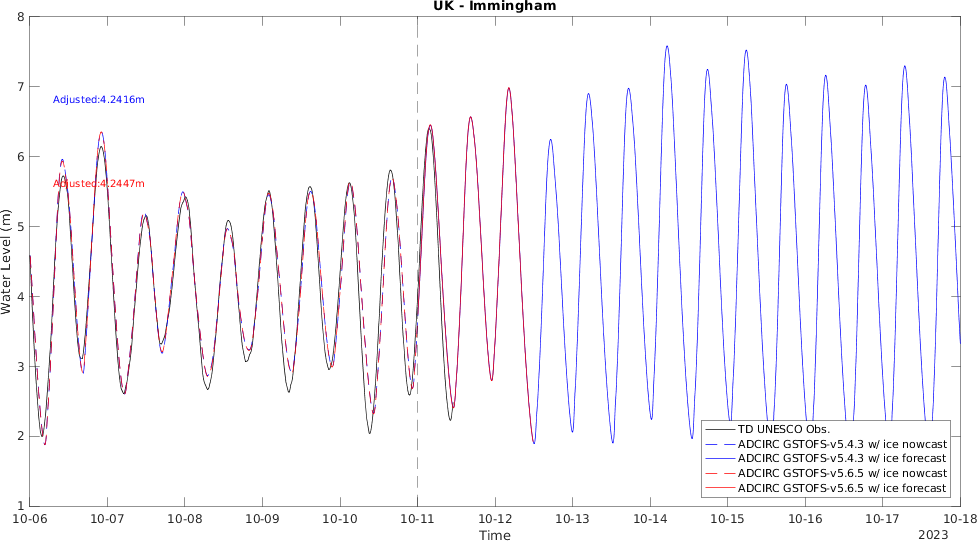 UK - Immingham
8
7
6
5
4
3
2
1
Water Level (m)
Adjusted:4.2416m
Adjusted:4.2447m
TD UNESCO Obs.
ADCIRC GSTOFS-v5.4.3 w/ ice nowcast
ADCIRC GSTOFS-v5.4.3 w/ ice forecast
ADCIRC GSTOFS-v5.6.5 w/ ice nowcast
ADCIRC GSTOFS-v5.6.5 w/ ice forecast
10-06 10-07 10-08 10-09 10-10 10-11 10-12 10-13 10-14 10-15 10-16 10-17 10-18
Time
2023